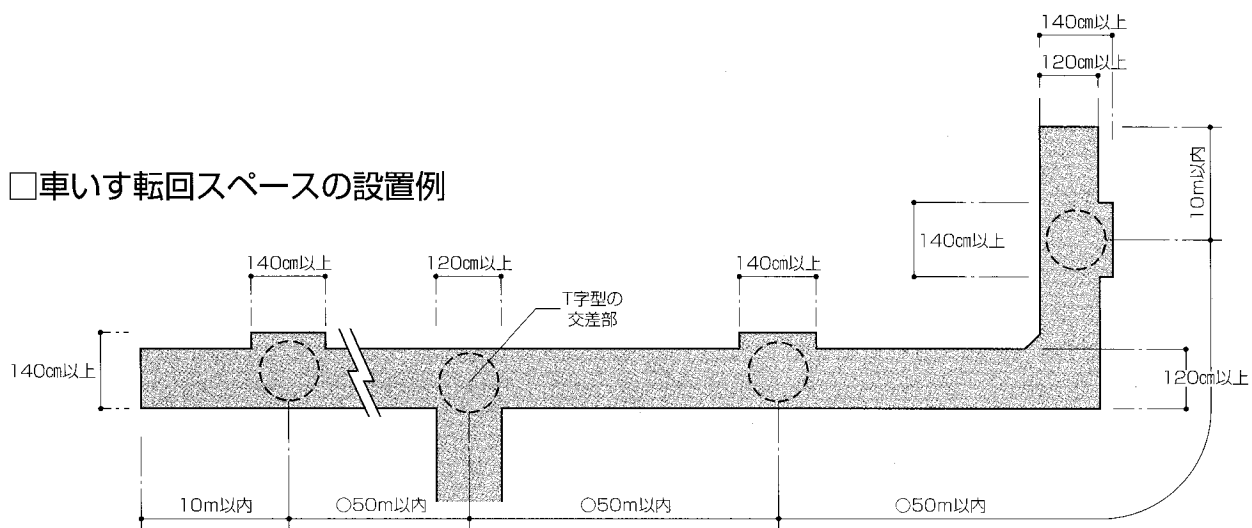 140cm以上
120cm以上
□車いす転回スペースの設置例
10m以内
140cm以上
140cm以上
120cm以上
140cm以上
T字型の
交差部
140cm以上
120cm以上
10m以内
○50m以内
○50m以内
○50m以内